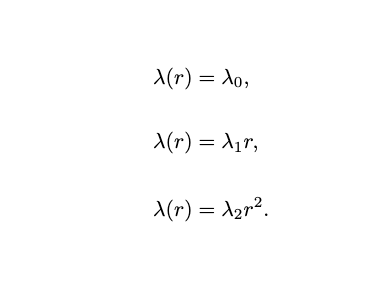 λ(r) = λ₀,
λ(r) = λ₁r,
λ(r) = λ₂r².